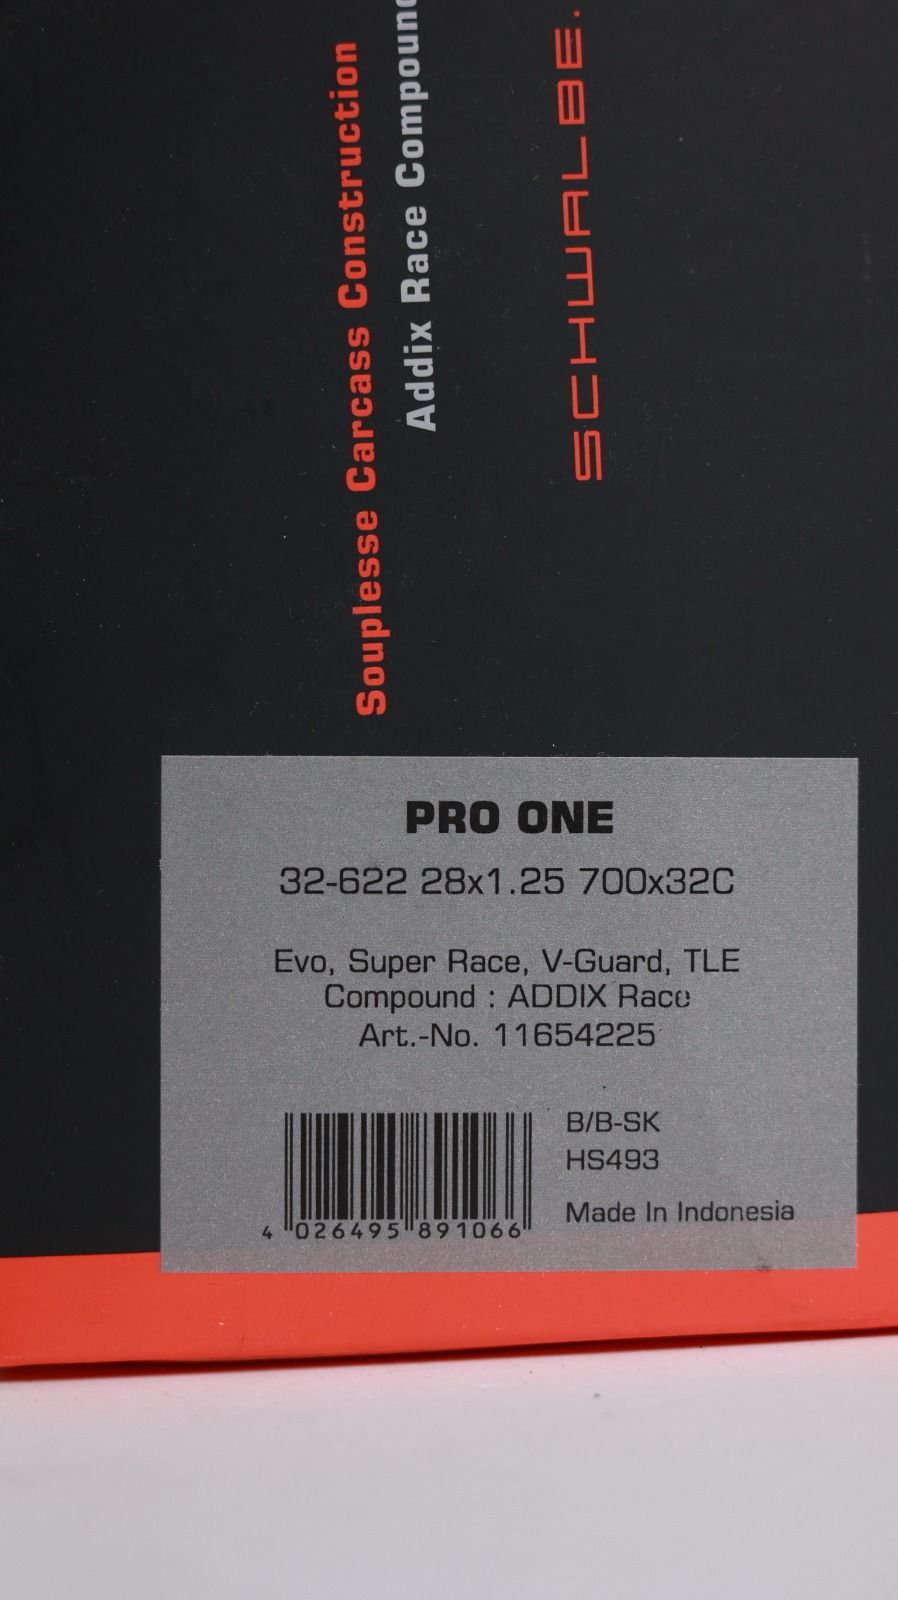 Souplesse Carcass Construction
Addix Race Compound
SCHWALBE.
PRO ONE
32-622 28x1.25 700x32C
Evo, Super Race, V-Guard, TLE
Compound : ADDIX Race
Art.-No. 11654225
B/B-SK
HS493
Made In Indonesia
4 026495 891066